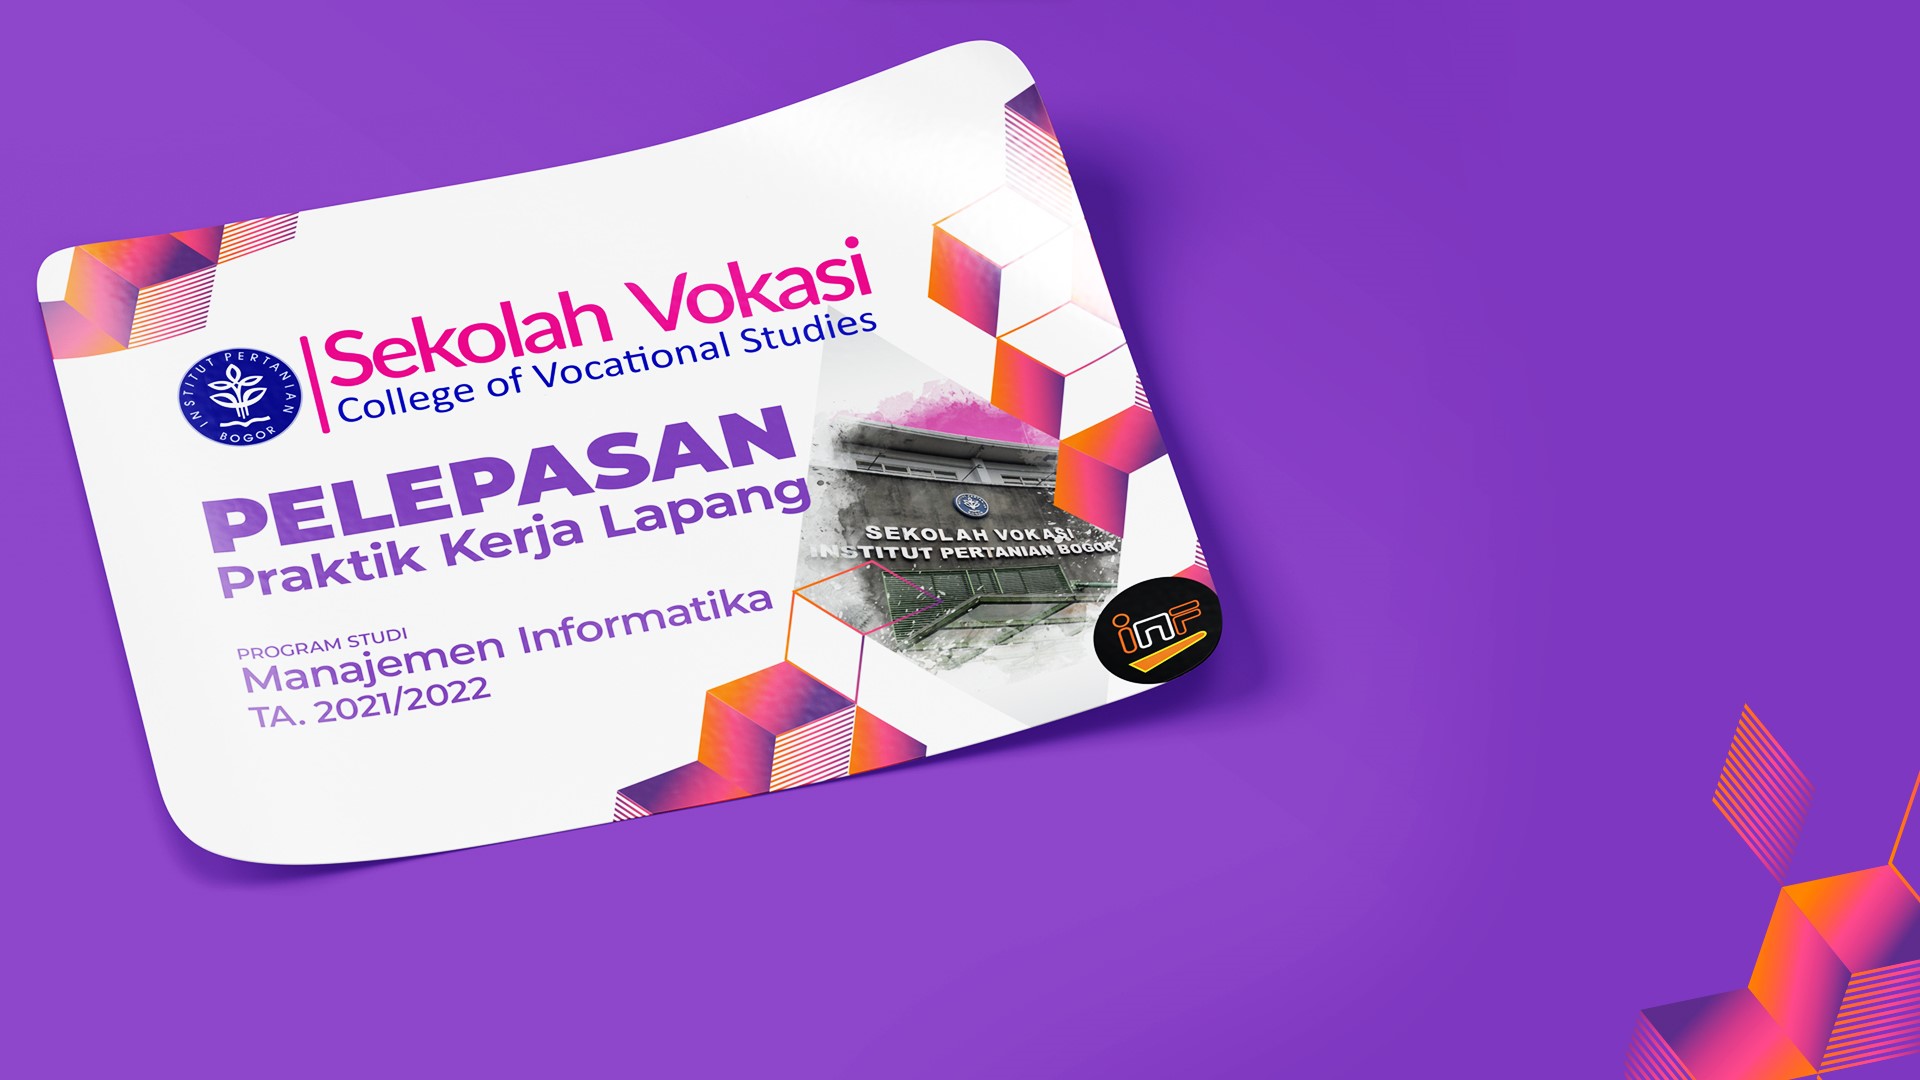 INSTITUT PERTANIAN
BOGOR
Sekolah Vokasi
College of Vocational Studies
PELEPASAN
Praktik Kerja Lapang
PROGRAM STUDI
Manajemen Informatika
TA. 2021/2022
SEKOLAH VOKASI
INSTITUT PERTANIAN BOGOR
inF